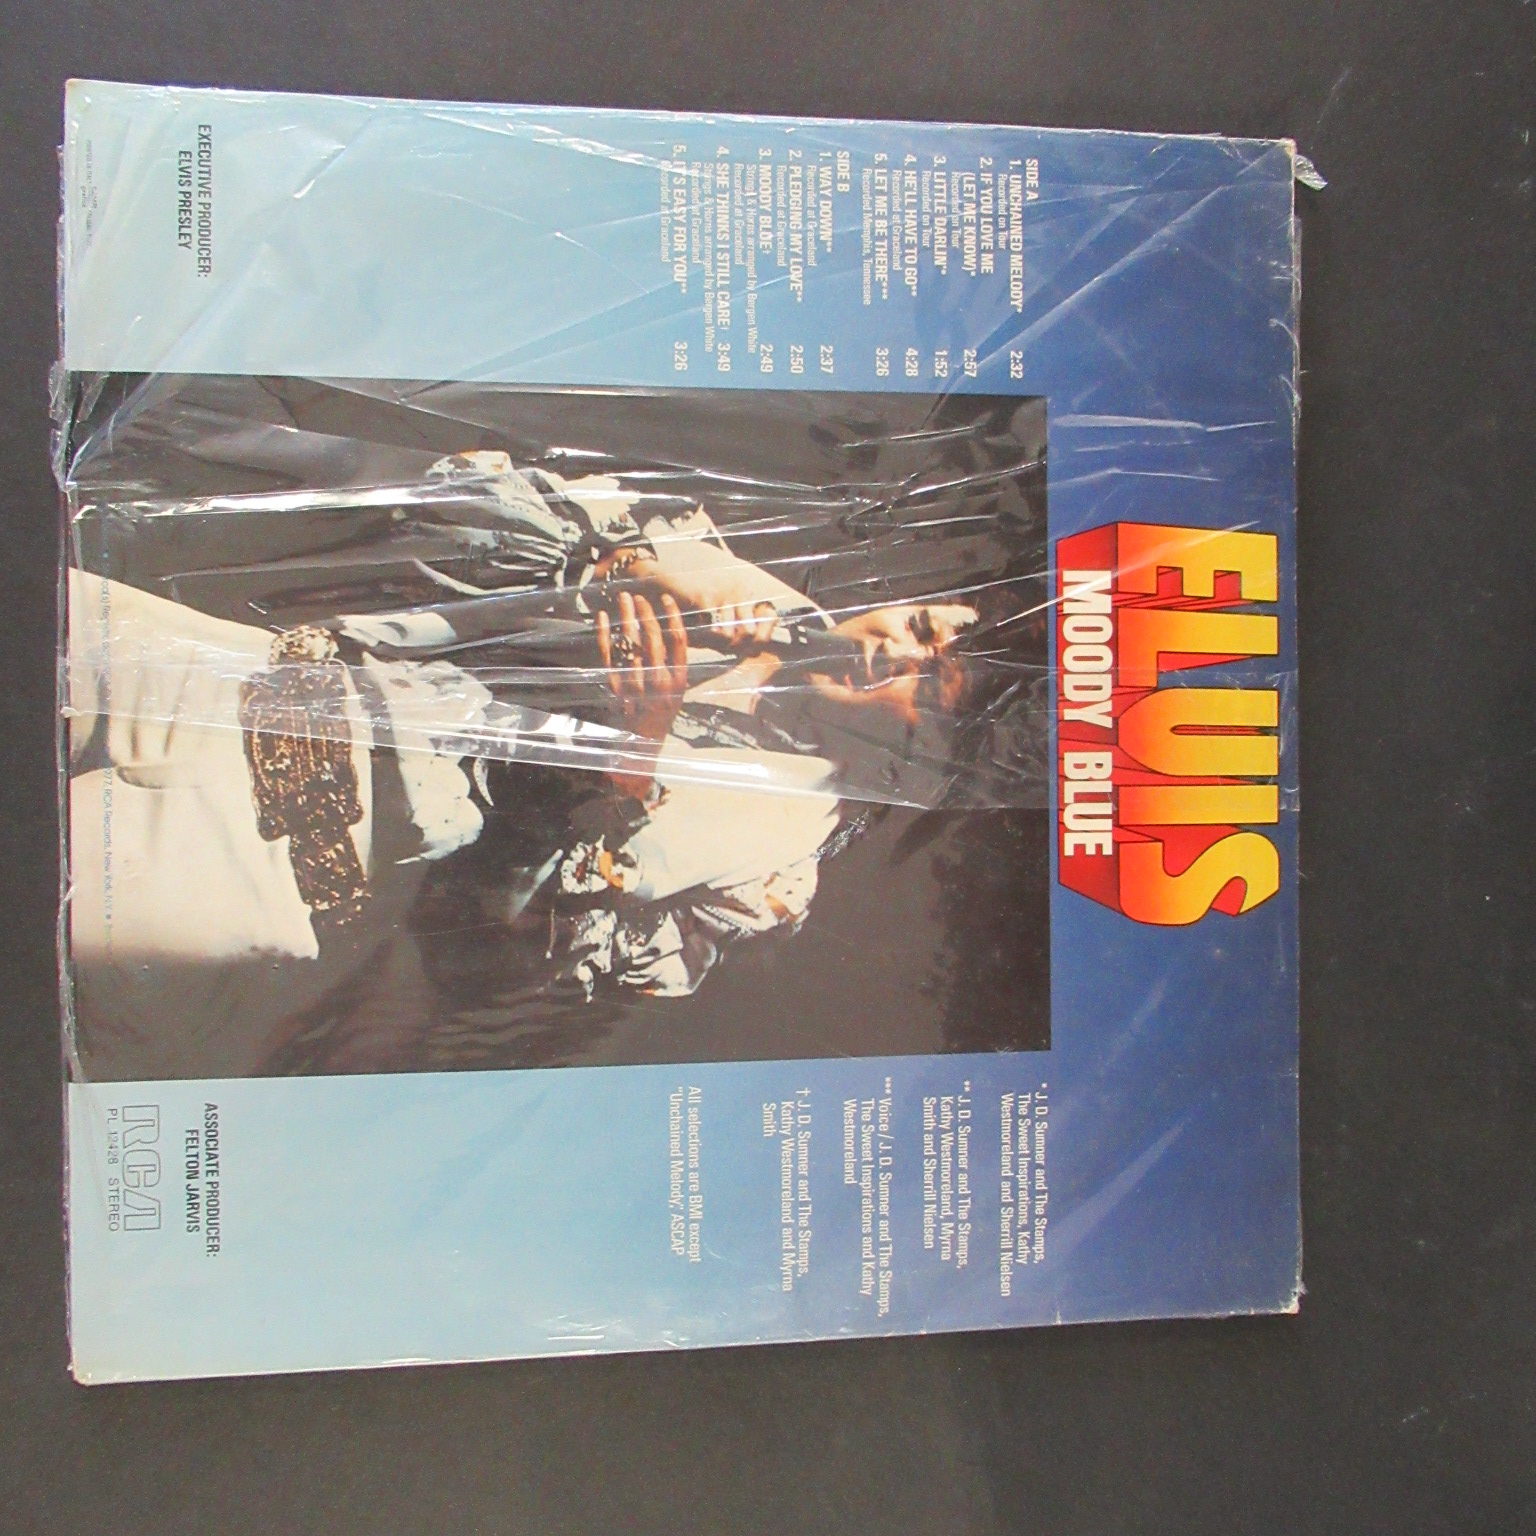 ELVIS
MOODY BLUE
SIDE A
1. UNCHAINED MELODY* 2:32
Recorded on Tour
2. IF YOU LOVE ME
(LET ME KNOW)* 2:57
Recorded on Tour
3. LITTLE DARLIN'* 1:52
Recorded on Tour
4. HE'LL HAVE TO GO** 4:28
Recorded at Graceland
5. LET ME BE THERE*** 3:28
Recorded Memphis, Tennessee
SIDE B
1. WAY DOWN** 2:37
Recorded at Graceland
2. PLEDGING MY LOVE** 2:50
Recorded at Graceland
3. MOODY BLUE† 2:49
String & Horns arranged by Bergen White
Recorded at Graceland
4. SHE THINKS I STILL CARE† 3:49
Strings & Horns arranged by Bergen White
Recorded at Graceland
5. IT'S EASY FOR YOU** 3:26
Recorded at Graceland
* J. D. Sumner and The Stamps,
The Sweet Inspirations, Kathy
Westmoreland and Sherrill Nielsen
** J. D. Sumner and The Stamps,
Kathy Westmoreland, Myrna
Smith and Sherrill Nielsen
*** Voice / J. D. Sumner and The Stamps,
The Sweet Inspirations and Kathy
Westmoreland
† J. D. Sumner and The Stamps,
Kathy Westmoreland and Myrna
Smith
All selections are BMI except
"Unchained Melody," ASCAP
EXECUTIVE PRODUCER:
ELVIS PRESLEY
ASSOCIATE PRODUCER:
FELTON JARVIS
RCA
PL 12428 STEREO
RCA Records, New York, N.Y.